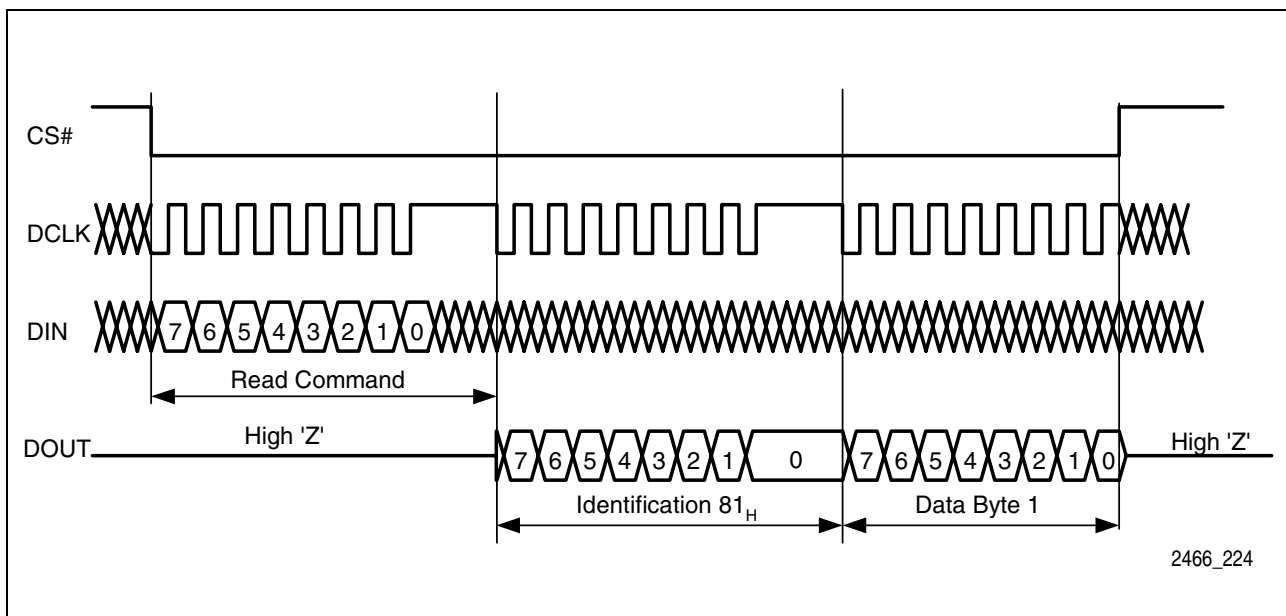 CS#
DCLK
DIN 7 6 5 4 3 2 1 0
Read Command
DOUT High 'Z' 7 6 5 4 3 2 1 0 7 6 5 4 3 2 1 0 High 'Z'
Identification 81H Data Byte 1
2466_224